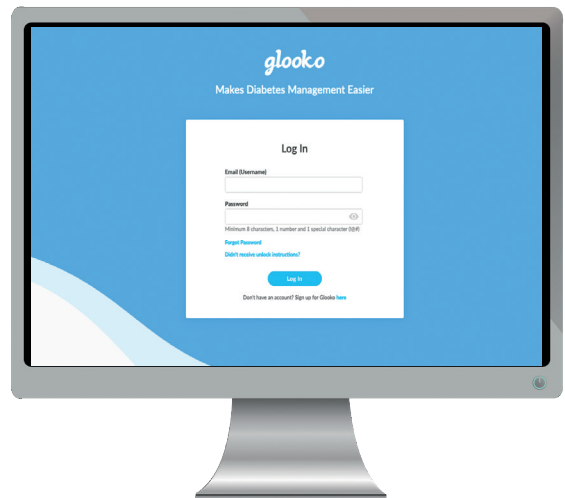 glooko
Makes Diabetes Management Easier
Log In
Email (Username)
Password
Minimum 8 characters, 1 number and 1 special character (!@#)
Forgot Password
Didn't receive unlock instructions?
Log In
Don't have an account? Sign up for Glooko here